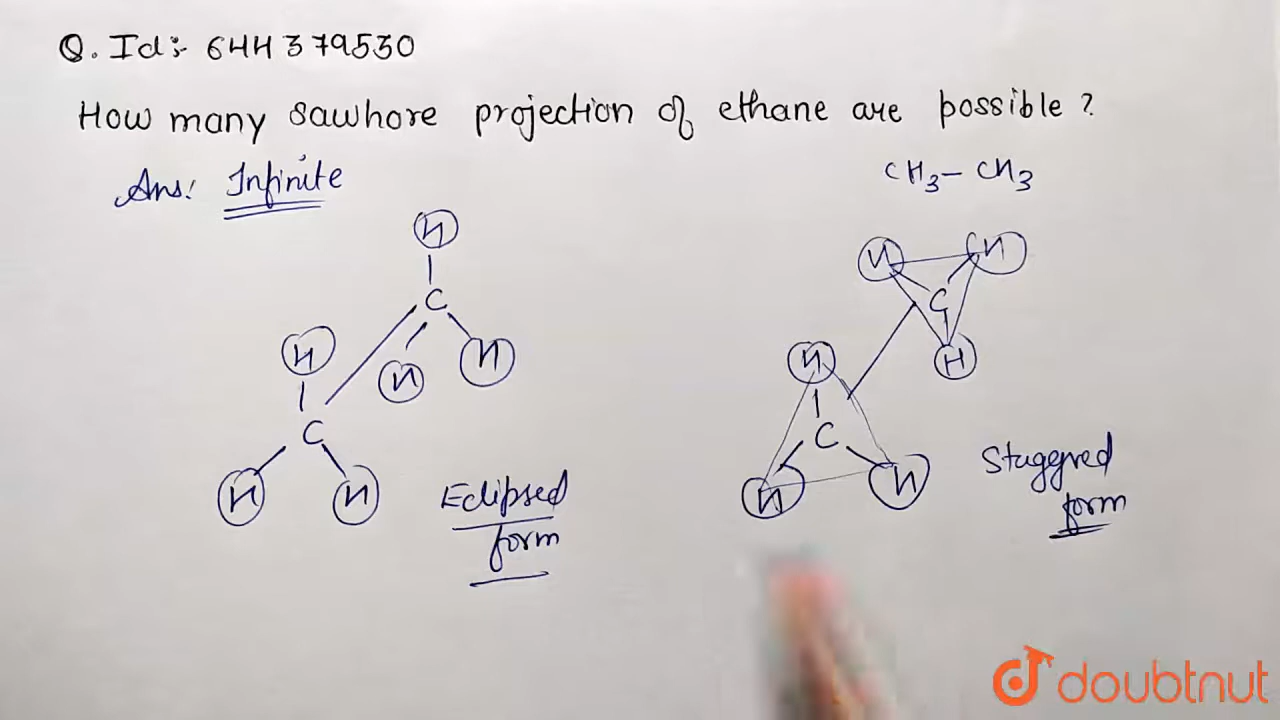 Q. Id:- 644379530
How many sawhore projection of ethane are possible?
Ans: Infinite
CH3- CH3
H
H H
C
H C
H H H
H
C H
C
H H H H
Staggered
form
Eclipsed
form
doubtnut